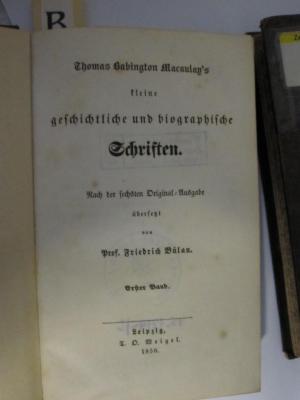 B
Thomas Babington Macaulay's
kleine
geschichtliche und biographische
Schriften.
Nach der sechsten Original-Ausgabe
übersetzt
von
Prof. Friedrich Bülau.
Erster Band.
Leipzig,
T. O. Weigel.
1850.